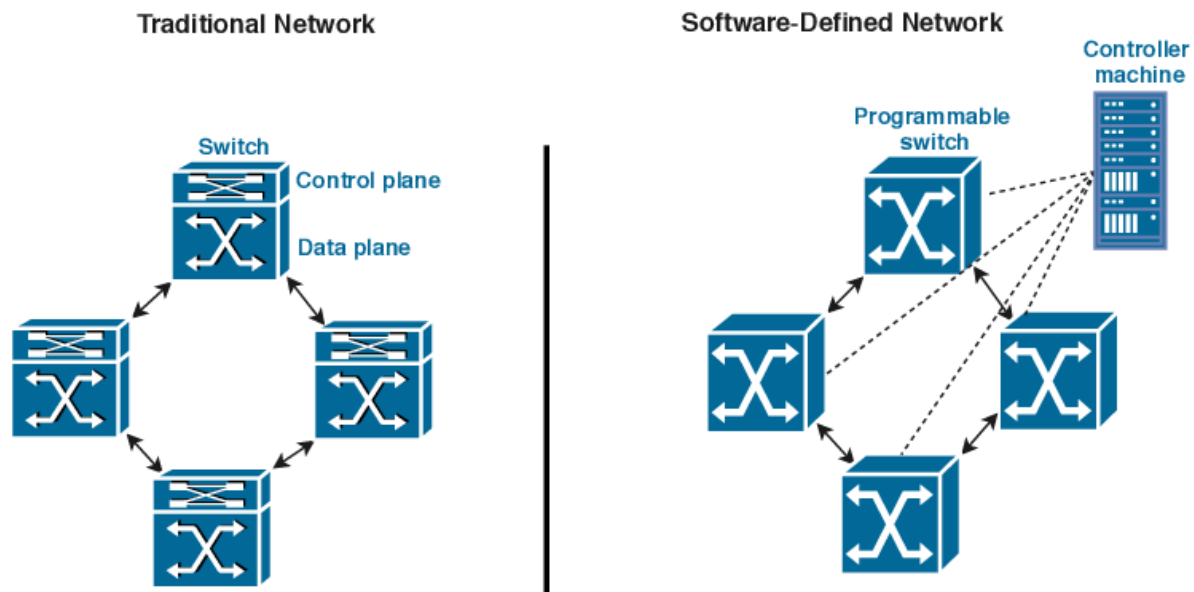 Traditional Network
Switch
Control plane
Data plane
Software-Defined Network
Controller
machine
Programmable
switch